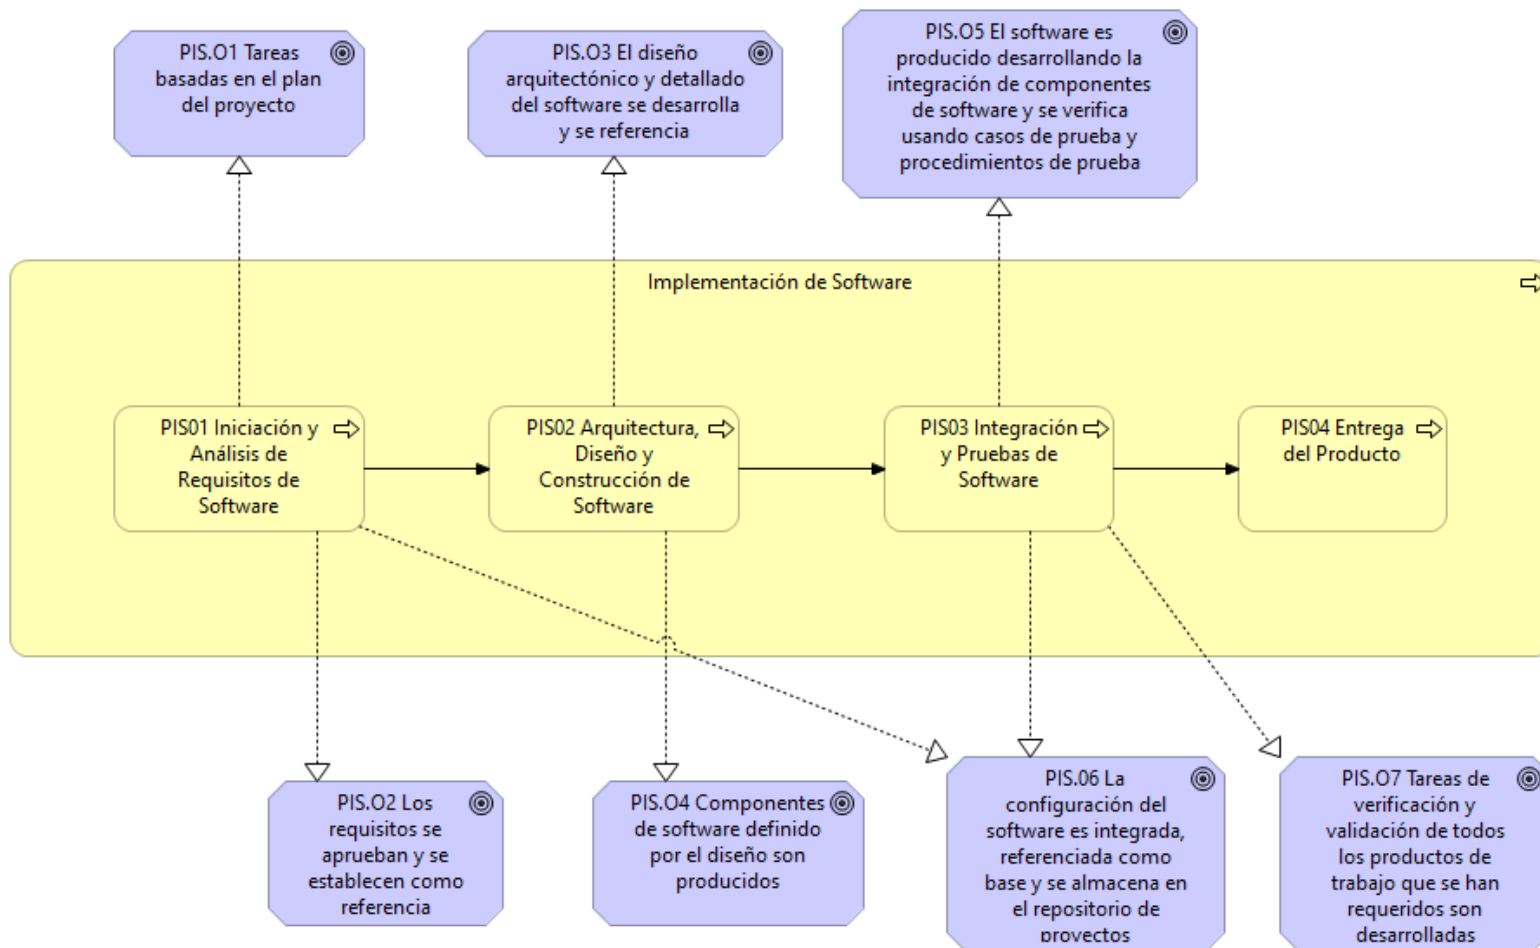 PIS.O1 Tareas
basadas en el plan
del proyecto
PIS.O3 El diseño
arquitectónico y detallado
del software se desarrolla
y se referencia
PIS.O5 El software es
producido desarrollando la
integración de componentes
de software y se verifica
usando casos de prueba y
procedimientos de prueba
Implementación de Software
PIS01 Iniciación y
Análisis de
Requisitos de
Software
PIS02 Arquitectura,
Diseño y
Construcción de
Software
PIS03 Integración
y Pruebas de
Software
PIS04 Entrega
del Producto
PIS.O2 Los
requisitos se
aprueban y se
establecen como
referencia
PIS.O4 Componentes
de software definido
por el diseño son
producidos
PIS.06 La
configuración del
software es integrada,
referenciada como
base y se almacena en
el repositorio de
proyectos
PIS.O7 Tareas de
verificación y
validación de todos
los productos de
trabajo que se han
requeridos son
desarrolladas